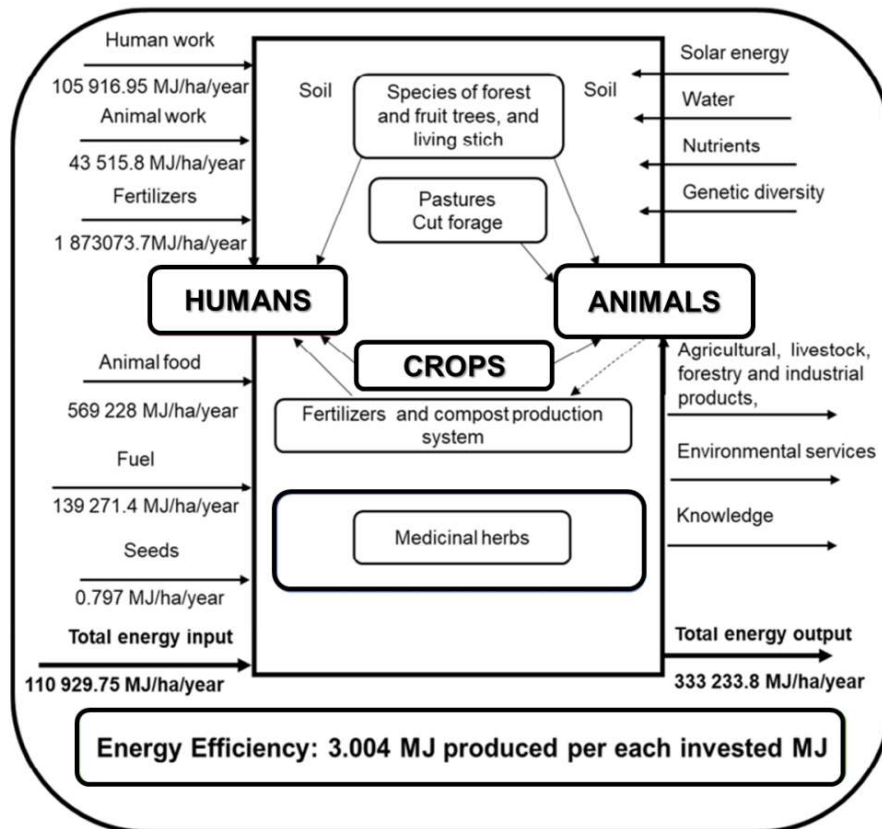 Human work
105 916.95 MJ/ha/year
Animal work
43 515.8 MJ/ha/year
Fertilizers
1 873073.7MJ/ha/year
Soil
Species of forest
and fruit trees, and
living stich
Soil
Pastures
Cut forage
Solar energy
Water
Nutrients
Genetic diversity
HUMANS
ANIMALS
CROPS
Fertilizers and compost production
system
Medicinal herbs
Animal food
569 228 MJ/ha/year
Fuel
139 271.4 MJ/ha/year
Seeds
0.797 MJ/ha/year
Total energy input
110 929.75 MJ/ha/year
Agricultural, livestock,
forestry and industrial
products,
Environmental services
Knowledge
Total energy output
333 233.8 MJ/ha/year
Energy Efficiency: 3.004 MJ produced per each invested MJ